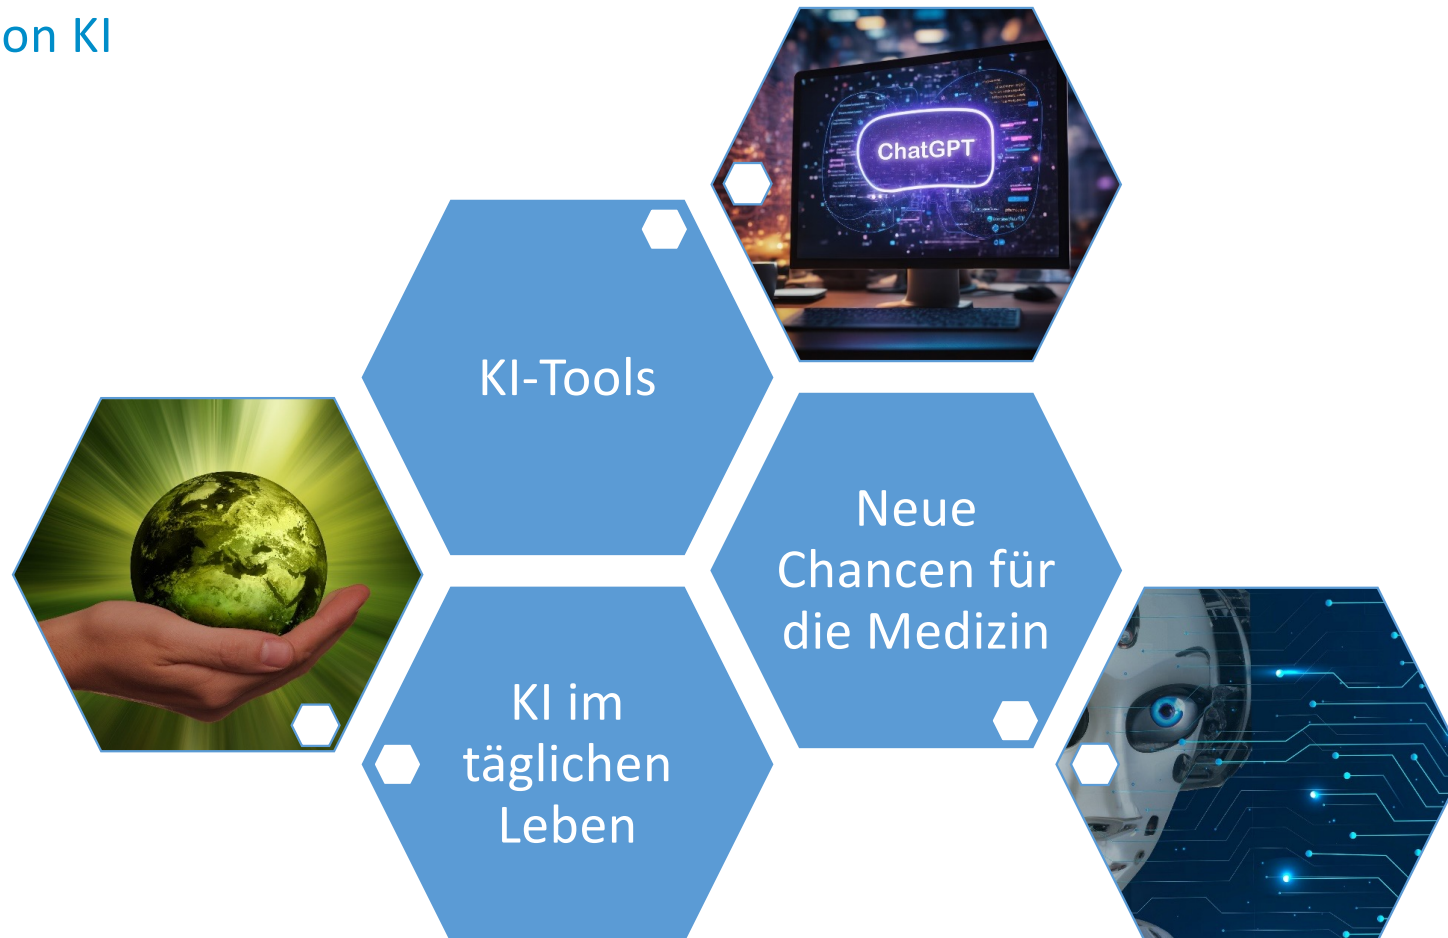 on KI
ChatGPT
KI-Tools
Neue
Chancen für
die Medizin
KI im
täglichen
Leben